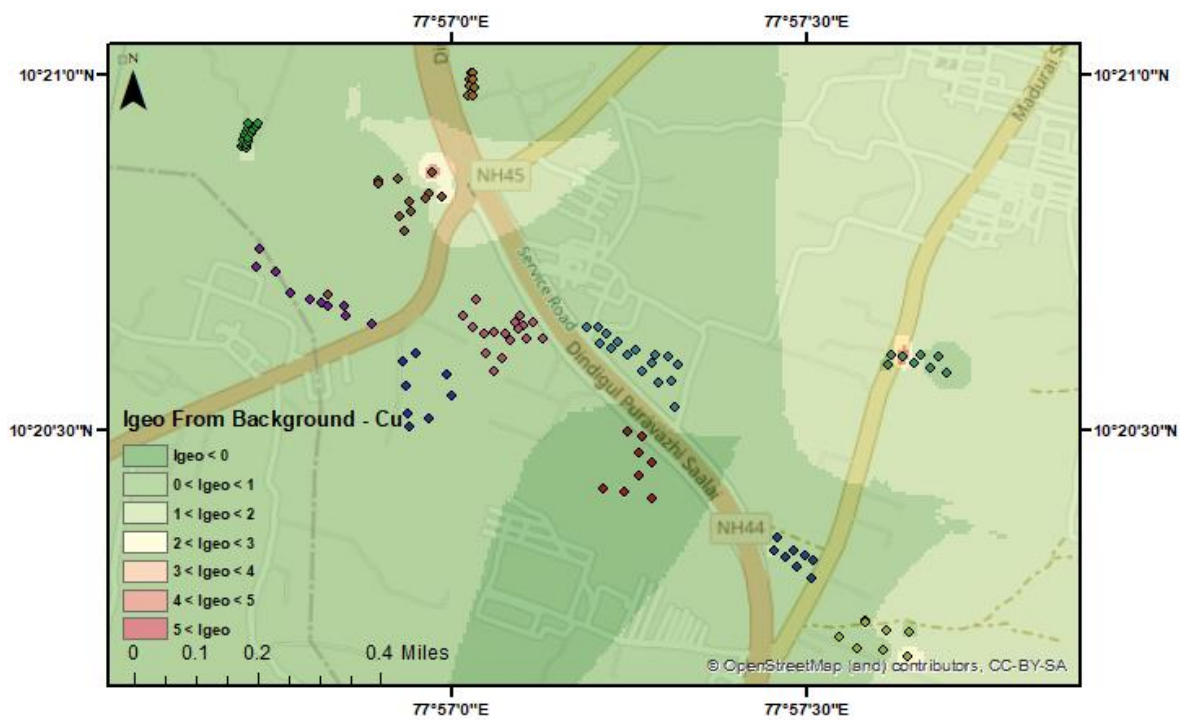 77°57'0"E
77°57'30"E
10°21'0"N
10°21'0"N
N
Di
Madurai S
NH45
Service Road
Dindigul Puravazhi Saalai
10°20'30"N
10°20'30"N
Igeo From Background - Cu
Igeo < 0
0 < Igeo < 1
1 < Igeo < 2
2 < Igeo < 3
3 < Igeo < 4
4 < Igeo < 5
5 < Igeo
NH44
0 0.1 0.2 0.4 Miles
© OpenStreetMap (and) contributors, CC-BY-SA
77°57'0"E
77°57'30"E